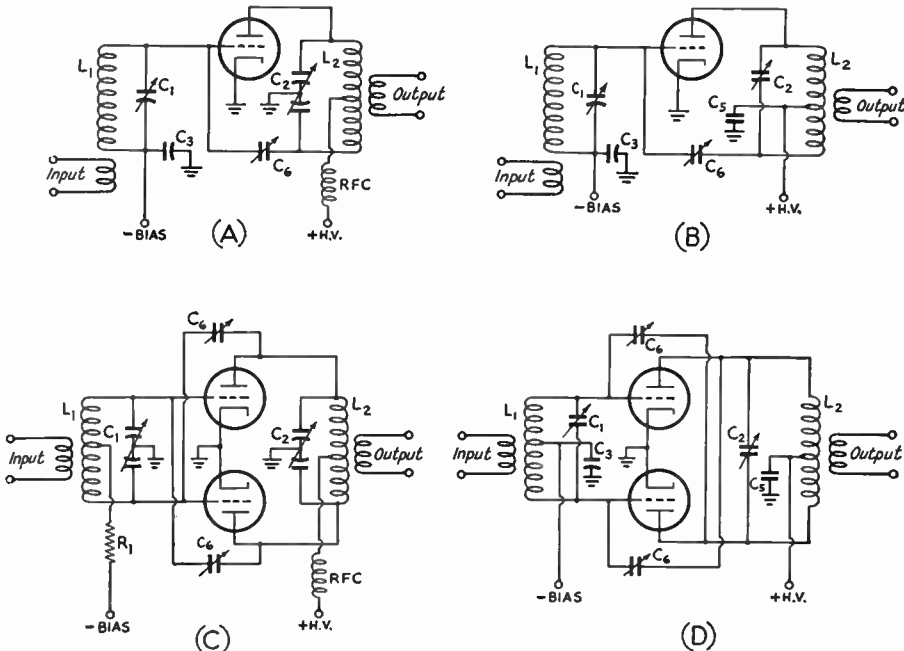 L₁
C₁
C₃
Input
-BIAS
C₂
L₂
Output
C₆
RFC
+H.V.
(A)
L₁
C₁
C₃
Input
-BIAS
C₂
L₂
Output
C₅
C₆
+H.V.
(B)
C₆
L₁
C₁
Input
R₁
-BIAS
C₂
L₂
Output
C₆
RFC
+H.V.
(C)
C₆
L₁
C₁
C₃
Input
-BIAS
C₂
L₂
C₅
Output
C₆
+H.V.
(D)